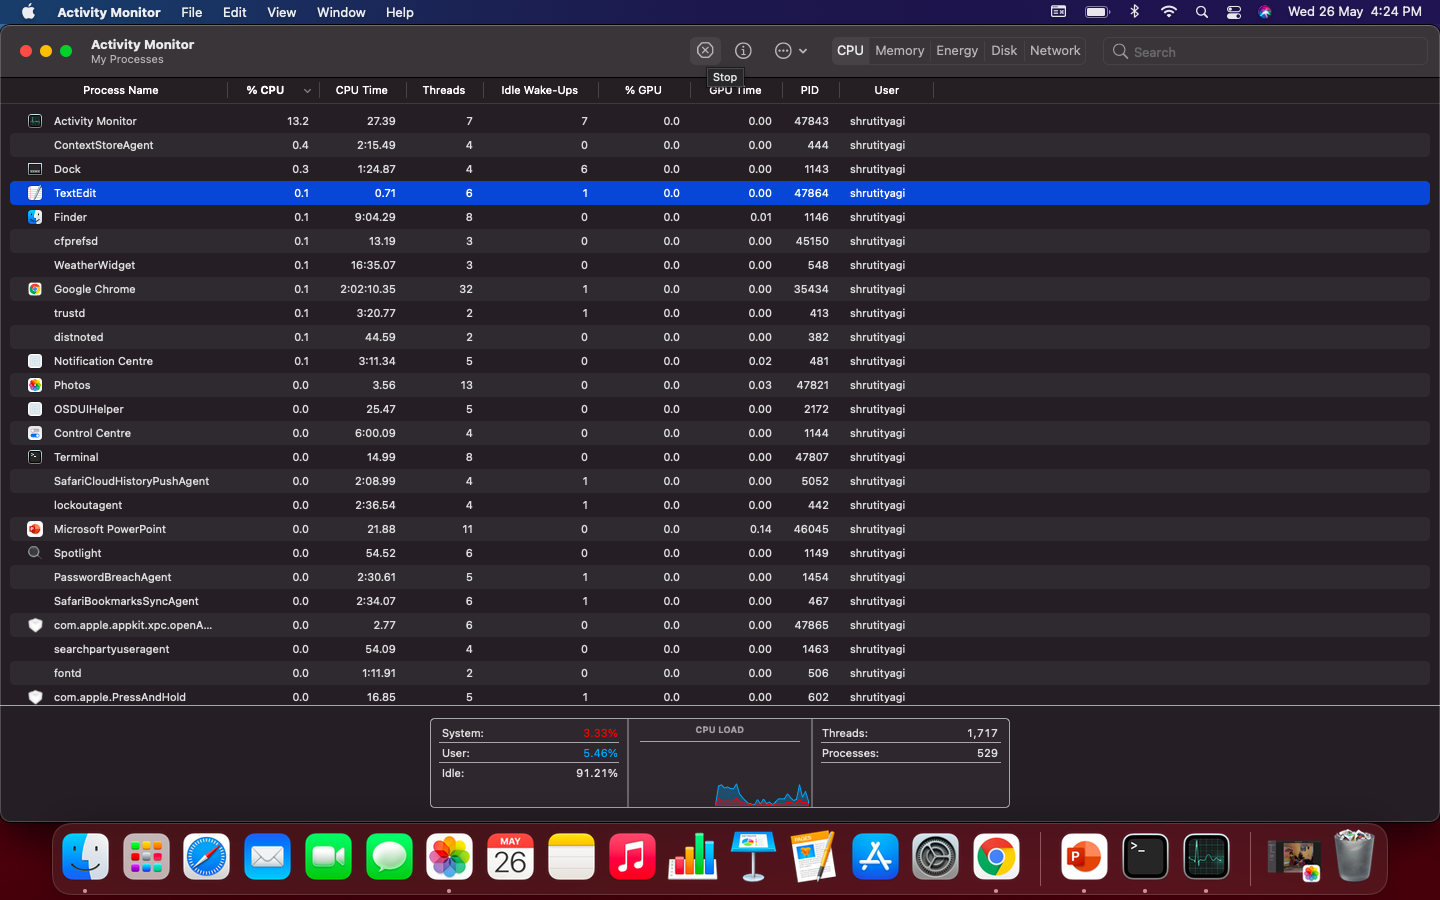 Activity Monitor File Edit View Window Help Wed 26 May 4:24 PM
Activity Monitor
My Processes
CPU Memory Energy Disk Network Search
Stop
Process Name % CPU CPU Time Threads Idle Wake-Ups % GPU GPU Time PID User
Activity Monitor 13.2 27.39 7 7 0.0 0.00 47843 shrutityagi
ContextStoreAgent 0.4 2:15.49 4 0 0.0 0.00 444 shrutityagi
Dock 0.3 1:24.87 4 6 0.0 0.00 1143 shrutityagi
TextEdit 0.1 0.71 6 1 0.0 0.00 47864 shrutityagi
Finder 0.1 9:04.29 8 0 0.0 0.01 1146 shrutityagi
cfprefsd 0.1 13.19 3 0 0.0 0.00 45150 shrutityagi
WeatherWidget 0.1 16:35.07 3 0 0.0 0.00 548 shrutityagi
Google Chrome 0.1 2:02:10.35 32 1 0.0 0.00 35434 shrutityagi
trustd 0.1 3:20.77 2 1 0.0 0.00 413 shrutityagi
distnoted 0.1 44.59 2 0 0.0 0.00 382 shrutityagi
Notification Centre 0.1 3:11.34 5 0 0.0 0.02 481 shrutityagi
Photos 0.0 3.56 13 0 0.0 0.03 47821 shrutityagi
OSDUIHelper 0.0 25.47 5 0 0.0 0.00 2172 shrutityagi
Control Centre 0.0 6:00.09 4 0 0.0 0.00 1144 shrutityagi
Terminal 0.0 14.99 8 0 0.0 0.00 47807 shrutityagi
SafariCloudHistoryPushAgent 0.0 2:08.99 4 1 0.0 0.00 5052 shrutityagi
lockoutagent 0.0 2:36.54 4 1 0.0 0.00 442 shrutityagi
Microsoft PowerPoint 0.0 21.88 11 0 0.0 0.14 46045 shrutityagi
Spotlight 0.0 54.52 6 0 0.0 0.00 1149 shrutityagi
PasswordBreachAgent 0.0 2:30.61 5 1 0.0 0.00 1454 shrutityagi
SafariBookmarksSyncAgent 0.0 2:34.07 6 1 0.0 0.00 467 shrutityagi
com.apple.appkit.xpc.openA... 0.0 2.77 6 0 0.0 0.00 47865 shrutityagi
searchpartyuseragent 0.0 54.09 4 0 0.0 0.00 1463 shrutityagi
fontd 0.0 1:11.91 2 0 0.0 0.00 506 shrutityagi
com.apple.PressAndHold 0.0 16.85 5 1 0.0 0.00 602 shrutityagi
System: 3.33% CPU LOAD Threads: 1,717
User: 5.46% Processes: 529
Idle: 91.21%
MAY
26
PAGES
P
>_